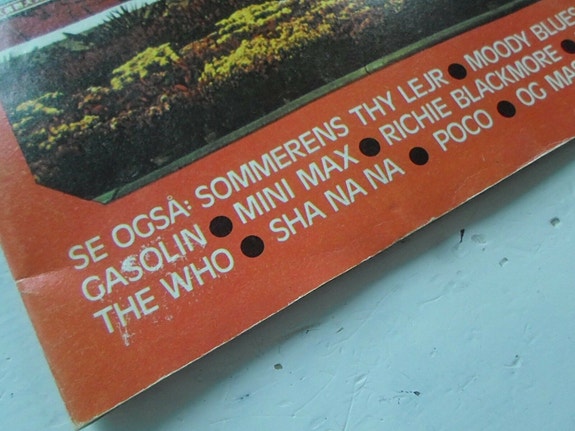 SE OGSÅ: SOMMERENS THY LEJR ● MOODY BLUES
GASOLIN ● MINI MAX ● RICHIE BLACKMORE ●
THE WHO ● SHA NA NA ● POCO ● OG